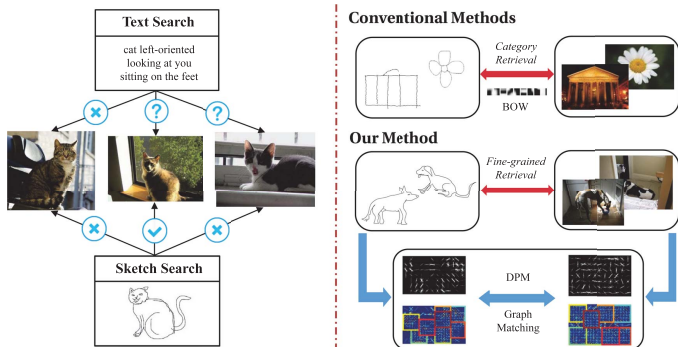 Text Search
cat left-oriented
looking at you
sitting on the feet
?
?
Sketch Search
Conventional Methods
Category
Retrieval
BOW
Our Method
Fine-grained
Retrieval
DPM
Graph
Matching